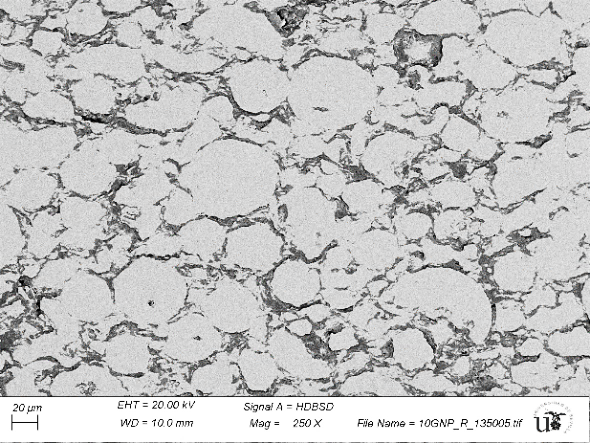 20 µm
EHT = 20.00 kV
Signal A = HDBSD
WD = 10.0 mm
Mag = 250 X
File Name = 10GNP_R_135005.tif